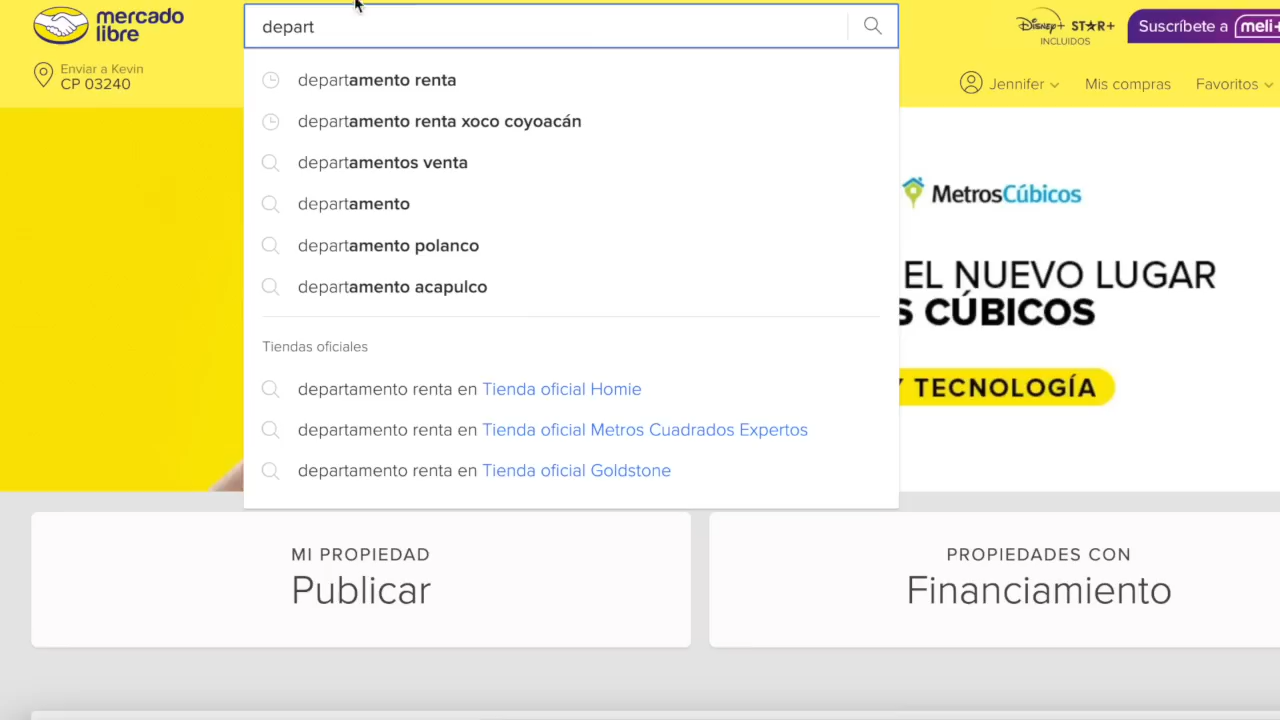 mercado
libre
depart
Disney+ STAR+
INCLUIDOS
Suscríbete a meli+
Enviar a Kevin
CP 03240
Jennifer
Mis compras
Favoritos
departamento renta
departamento renta xoco coyoacán
departamentos venta
departamento
departamento polanco
departamento acapulco
Tiendas oficiales
departamento renta en Tienda oficial Homie
departamento renta en Tienda oficial Metros Cuadrados Expertos
departamento renta en Tienda oficial Goldstone
MetrosCúbicos
EL NUEVO LUGAR
S CÚBICOS
Y TECNOLOGÍA
MI PROPIEDAD
Publicar
PROPIEDADES CON
Financiamiento